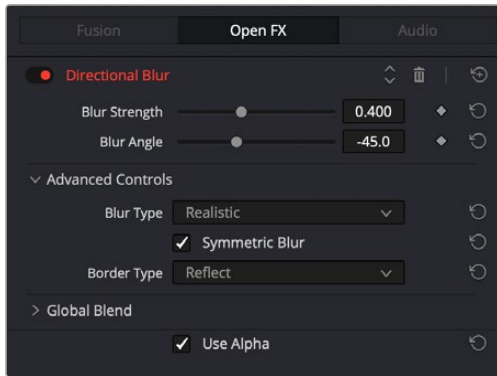 Fusion Open FX Audio
Directional Blur
Blur Strength 0.400
Blur Angle -45.0
Advanced Controls
Blur Type Realistic
Symmetric Blur
Border Type Reflect
Global Blend
Use Alpha